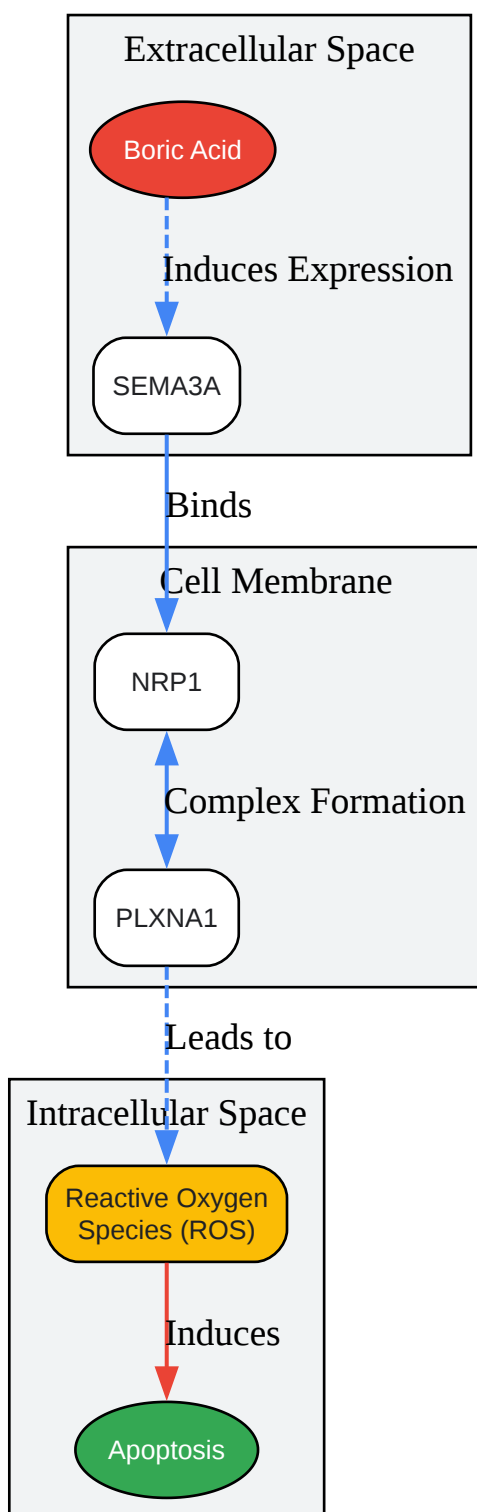 Extracellular Space
Boric Acid
Induces Expression
SEMA3A
Binds
Cell Membrane
NRP1
Complex Formation
PLXNA1
Leads to
Intracellular Space
Reactive Oxygen
Species (ROS)
Induces
Apoptosis